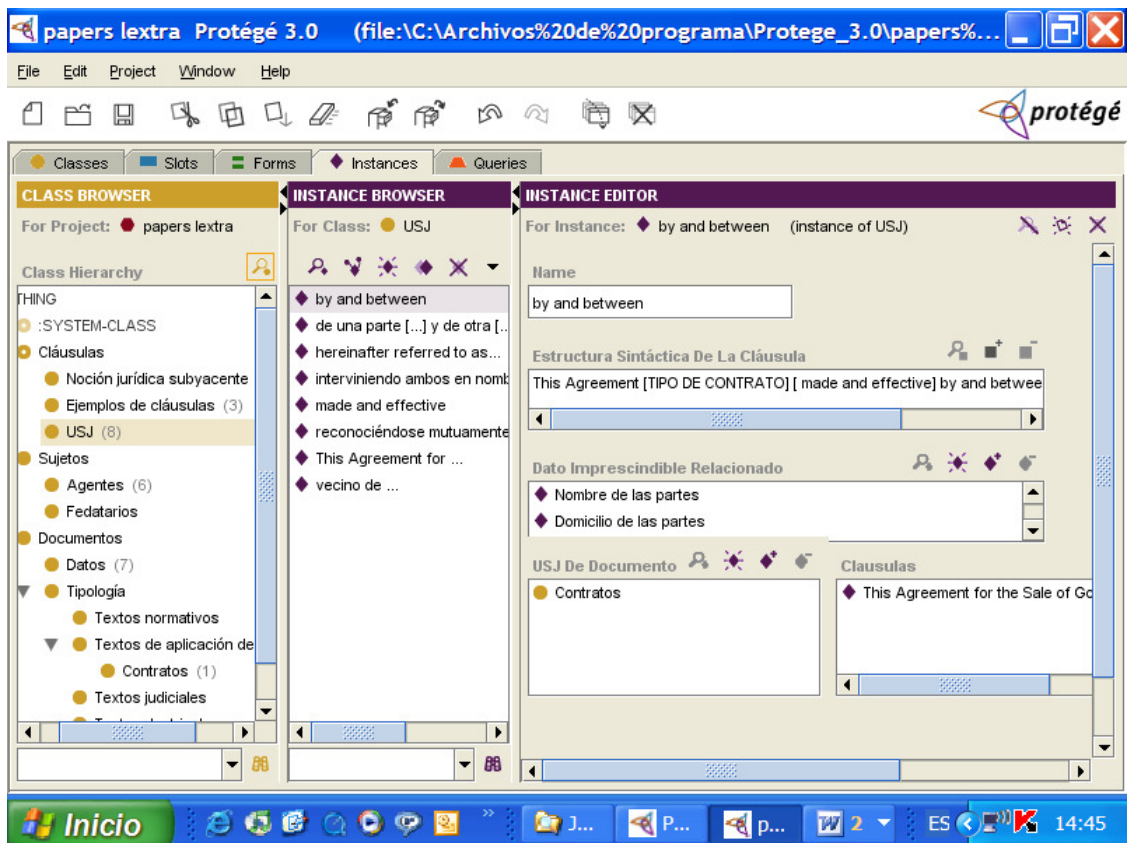 papers lextra Protégé 3.0 (file:\C:\Archivos%20de%20programa\Protege_3.0\papers%...
File Edit Project Window Help
protégé
Classes Slots Forms Instances Queries
CLASS BROWSER
For Project: papers lextra
Class Hierarchy
THING
:SYSTEM-CLASS
Cláusulas
Noción jurídica subyacente
Ejemplos de cláusulas (3)
USJ (8)
Sujetos
Agentes (6)
Fedatarios
Documentos
Datos (7)
Tipología
Textos normativos
Textos de aplicación de
Contratos (1)
Textos judiciales
INSTANCE BROWSER
For Class: USJ
by and between
de una parte [...] y de otra [..
hereinafter referred to as...
interviniendo ambos en nomb
made and effective
reconociéndose mutuamente
This Agreement for ...
vecino de ...
INSTANCE EDITOR
For Instance: by and between (instance of USJ)
Name
by and between
Estructura Sintáctica De La Cláusula
This Agreement [TIPO DE CONTRATO] [ made and effective] by and betwee
Dato Imprescindible Relacionado
Nombre de las partes
Domicilio de las partes
USJ De Documento
Contratos
Clausulas
This Agreement for the Sale of Go
Inicio J... P... p... 2 ES 14:45